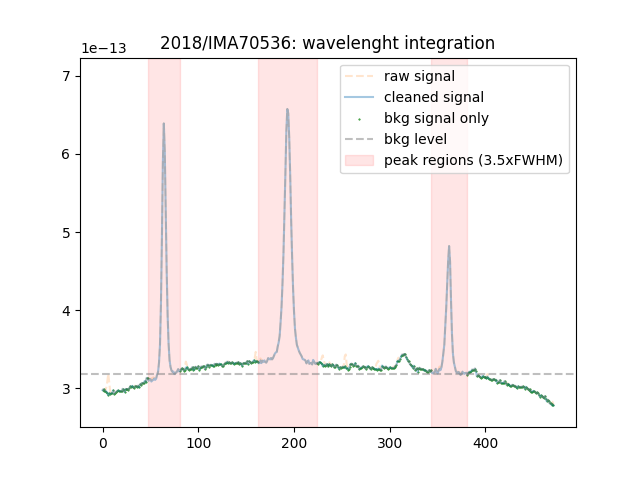 2018/IMA70536: wavelenght integration
1e−13
7
6
5
4
3
0
100
200
300
400
raw signal
cleaned signal
bkg signal only
bkg level
peak regions (3.5xFWHM)